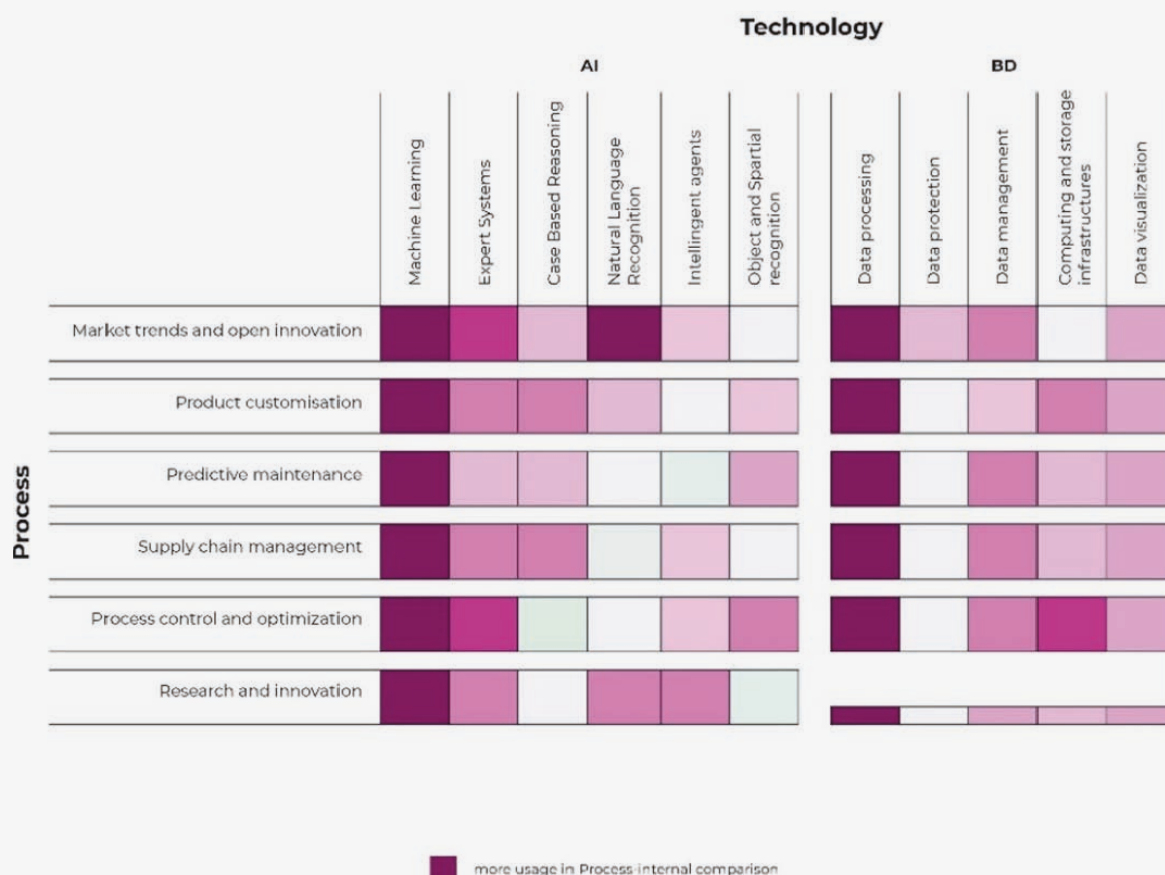 Technology
AI
BD
Machine Learning
Expert Systems
Case Based Reasoning
Natural Language
Recognition
Intellingent agents
Object and Spartial
recognition
Data processing
Data protection
Data management
Computing and storage
infrastructures
Data visualization
Process
Market trends and open innovation
Product customisation
Predictive maintenance
Supply chain management
Process control and optimization
Research and innovation
more usage in Process-internal comparison